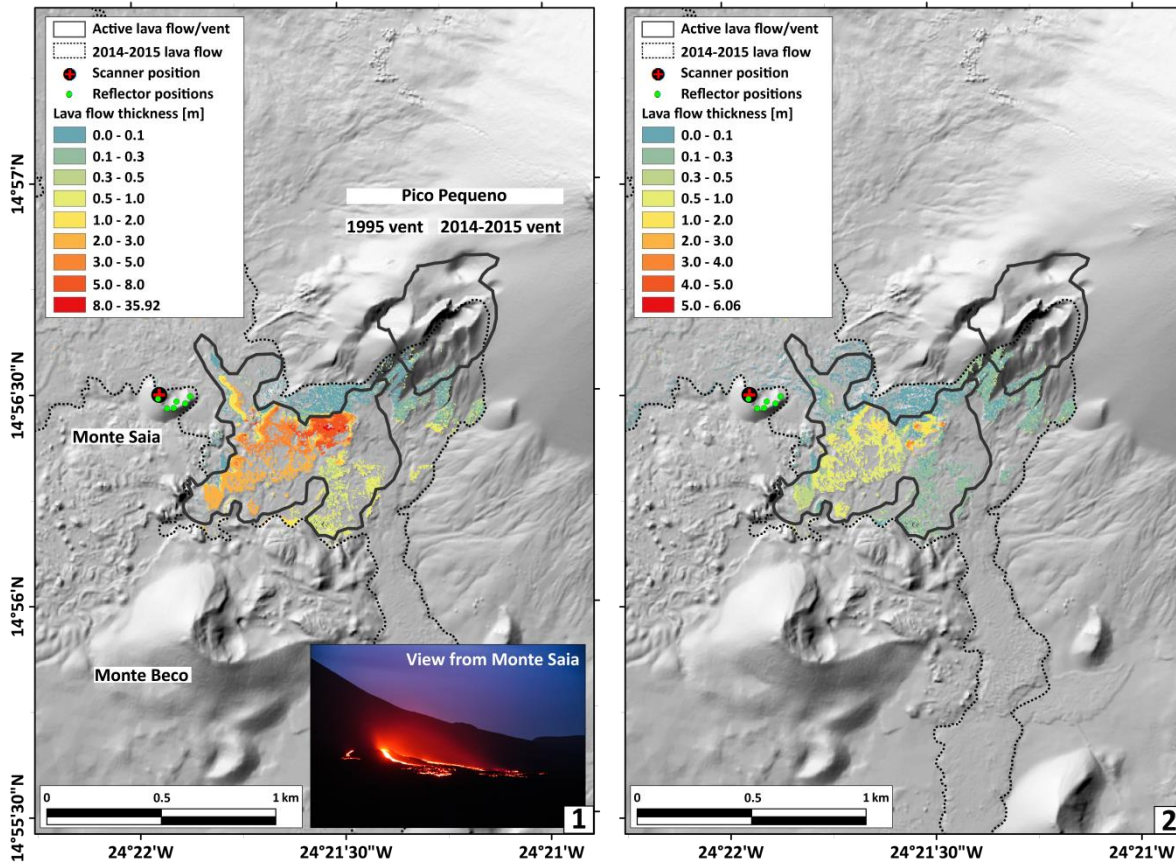 Active lava flow/vent
2014-2015 lava flow
Scanner position
Reflector positions
Lava flow thickness [m]
0.0 - 0.1
0.1 - 0.3
0.3 - 0.5
0.5 - 1.0
1.0 - 2.0
2.0 - 3.0
3.0 - 5.0
5.0 - 8.0
8.0 - 35.92
Pico Pequeno
1995 vent 2014-2015 vent
Monte Saia
Monte Beco
View from Monte Saia
0 0.5 1 km
1
14°57'N
14°56'30"N
14°56'N
14°55'30"N
24°22'W 24°21'30"W 24°21'W
Active lava flow/vent
2014-2015 lava flow
Scanner position
Reflector positions
Lava flow thickness [m]
0.0 - 0.1
0.1 - 0.3
0.3 - 0.5
0.5 - 1.0
1.0 - 2.0
2.0 - 3.0
3.0 - 4.0
4.0 - 5.0
5.0 - 6.06
0 0.5 1 km
2
24°22'W 24°21'30"W 24°21'W